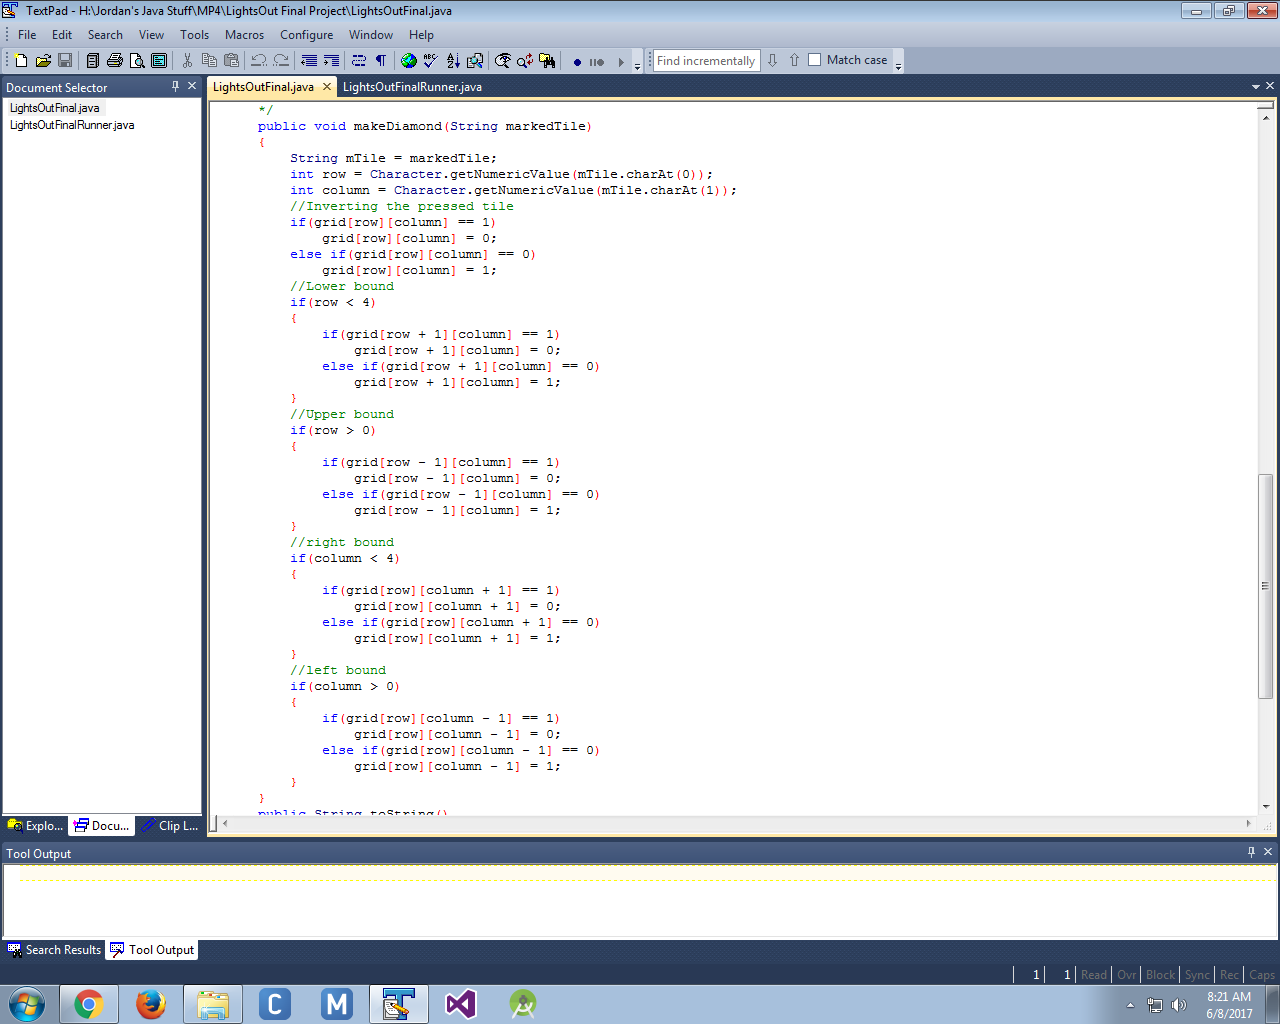 TextPad - H:\Jordan's Java Stuff\MP4\LightsOut Final Project\LightsOutFinal.java
File Edit Search View Tools Macros Configure Window Help
Find incrementally Match case
Document Selector
LightsOutFinal.java
LightsOutFinalRunner.java
LightsOutFinal.java LightsOutFinalRunner.java
*/
public void makeDiamond(String markedTile)
{
String mTile = markedTile;
int row = Character.getNumericValue(mTile.charAt(0));
int column = Character.getNumericValue(mTile.charAt(1));
//Inverting the pressed tile
if(grid[row][column] == 1)
grid[row][column] = 0;
else if(grid[row][column] == 0)
grid[row][column] = 1;
//Lower bound
if(row < 4)
{
if(grid[row + 1][column] == 1)
grid[row + 1][column] = 0;
else if(grid[row + 1][column] == 0)
grid[row + 1][column] = 1;
}
//Upper bound
if(row > 0)
{
if(grid[row - 1][column] == 1)
grid[row - 1][column] = 0;
else if(grid[row - 1][column] == 0)
grid[row - 1][column] = 1;
}
//right bound
if(column < 4)
{
if(grid[row][column + 1] == 1)
grid[row][column + 1] = 0;
else if(grid[row][column + 1] == 0)
grid[row][column + 1] = 1;
}
//left bound
if(column > 0)
{
if(grid[row][column - 1] == 1)
grid[row][column - 1] = 0;
else if(grid[row][column - 1] == 0)
grid[row][column - 1] = 1;
}
}
public String toString()
Explo... Docu... Clip L...
Tool Output
Search Results Tool Output
1 1 Read Ovr Block Sync Rec Caps
C M
8:21 AM
6/8/2017